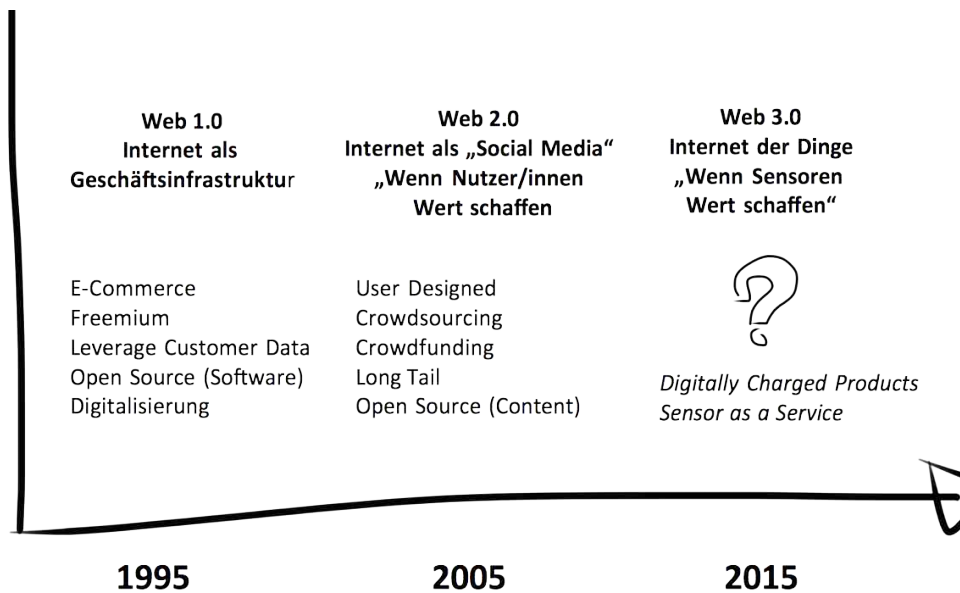 Web 1.0
Internet als
Geschäftsinfrastruktur
E-Commerce
Freemium
Leverage Customer Data
Open Source (Software)
Digitalisierung
Web 2.0
Internet als „Social Media“
„Wenn Nutzer/innen
Wert schaffen
User Designed
Crowdsourcing
Crowdfunding
Long Tail
Open Source (Content)
Web 3.0
Internet der Dinge
„Wenn Sensoren
Wert schaffen“
?
Digitally Charged Products
Sensor as a Service
1995
2005
2015